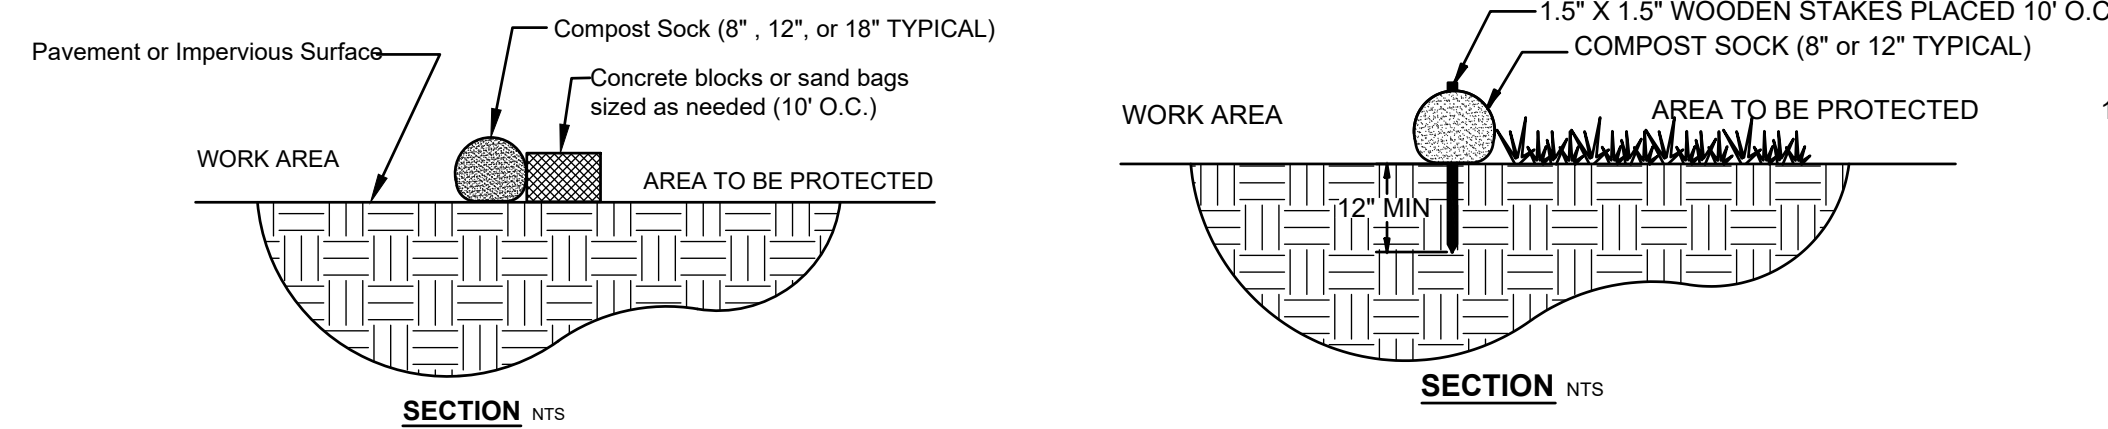 Compost Sock (8" , 12", or 18" TYPICAL)
Pavement or Impervious Surface
Concrete blocks or sand bags
sized as needed (10' O.C.)
WORK AREA
AREA TO BE PROTECTED
SECTION NTS
1.5" X 1.5" WOODEN STAKES PLACED 10' O.C
COMPOST SOCK (8" or 12" TYPICAL)
WORK AREA
AREA TO BE PROTECTED
12" MIN
SECTION NTS
1